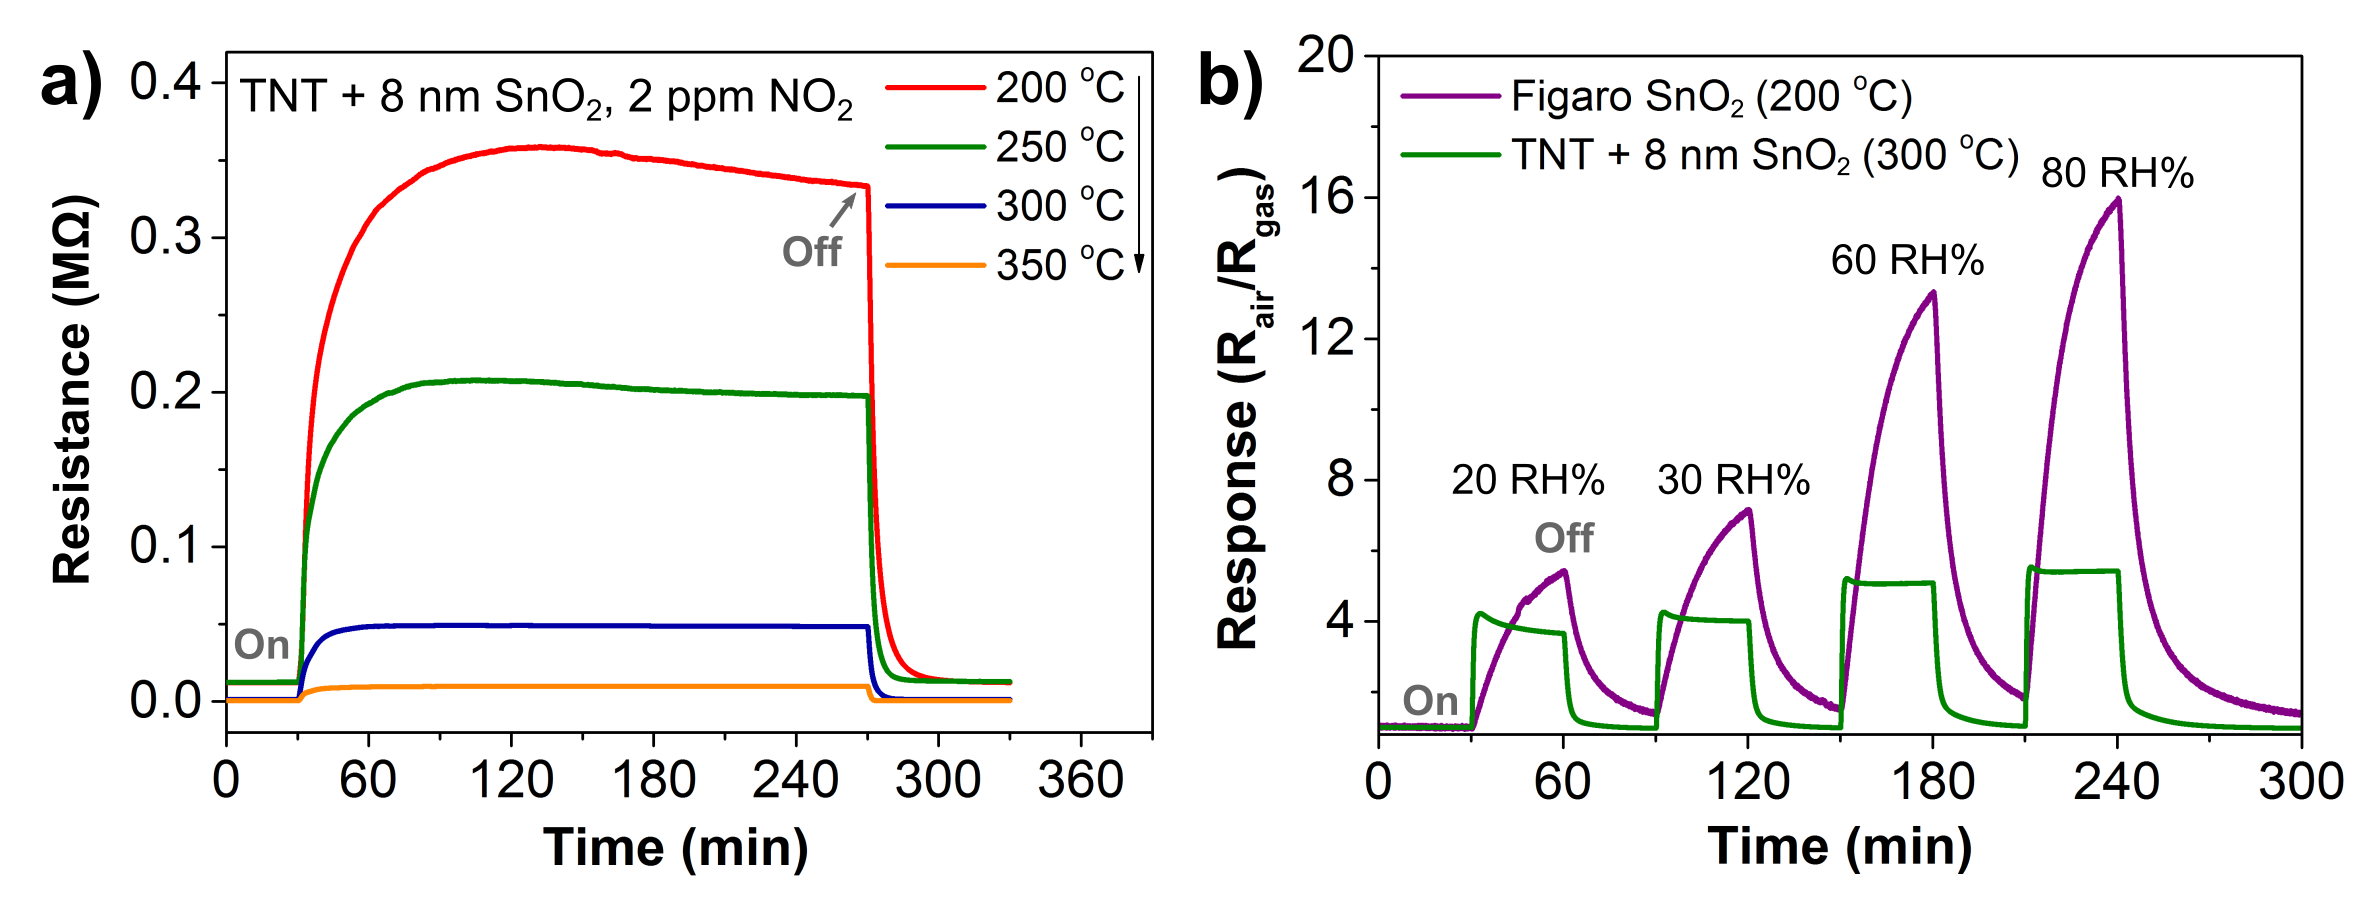 a)
TNT + 8 nm SnO₂, 2 ppm NO₂
200 °C
250 °C
300 °C
350 °C
Off
On
0.4
0.3
0.2
0.1
0.0
Resistance (MΩ)
0 60 120 180 240 300 360
Time (min)
b)
Figaro SnO₂ (200 °C)
TNT + 8 nm SnO₂ (300 °C)
80 RH%
60 RH%
20 RH% 30 RH%
Off
On
20
16
12
8
4
Response (Rair/Rgas)
0 60 120 180 240 300
Time (min)